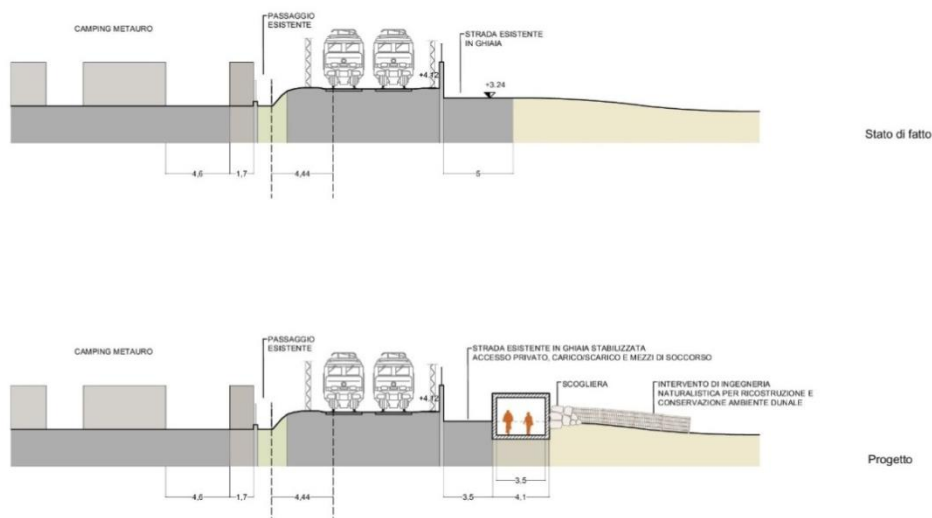 CAMPING METAURO
PASSAGGIO
ESISTENTE
STRADA ESISTENTE
IN GHIAIA
+4.12
+3.24
Stato di fatto
4,6
1,7
4,44
5
CAMPING METAURO
PASSAGGIO
ESISTENTE
STRADA ESISTENTE IN GHIAIA STABILIZZATA
ACCESSO PRIVATO, CARICO/SCARICO E MEZZI DI SOCCORSO
SCOGLIERA
INTERVENTO DI INGEGNERIA
NATURALISTICA PER RICOSTRUZIONE E
CONSERVAZIONE AMBIENTE DUNALE
+4.12
Progetto
3,5
4,6
1,7
4,44
3,5
4,1